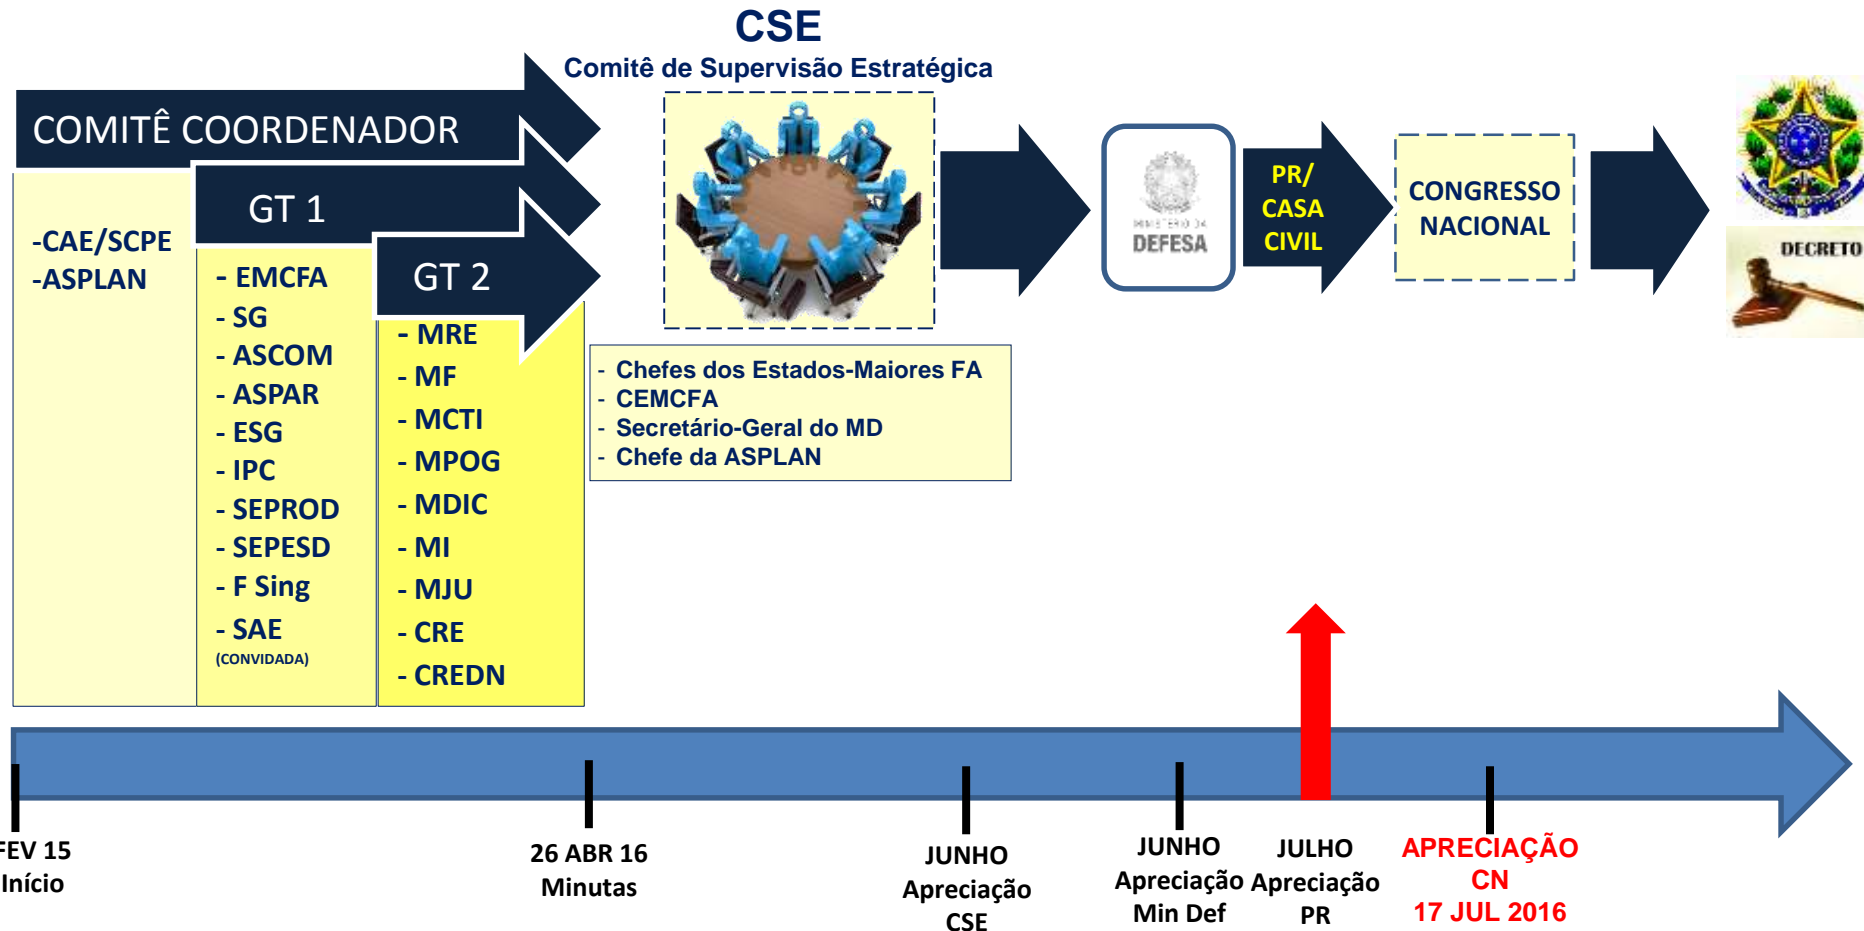 CSE
Comitê de Supervisão Estratégica
COMITÊ COORDENADOR
-CAE/SCPE
-ASPLAN
GT 1
- EMCFA
- SG
- ASCOM
- ASPAR
- ESG
- IPC
- SEPROD
- SEPESD
- F Sing
- SAE
(CONVIDADA)
GT 2
- MRE
- MF
- MCTI
- MPOG
- MDIC
- MI
- MJU
- CRE
- CREDN
- Chefes dos Estados-Maiores FA
- CEMCFA
- Secretário-Geral do MD
- Chefe da ASPLAN
MINISTÉRIO DA
DEFESA
PR/
CASA
CIVIL
CONGRESSO
NACIONAL
DECRETO
FEV 15
Início
26 ABR 16
Minutas
JUNHO
Apreciação
CSE
JUNHO
Apreciação
Min Def
JULHO
Apreciação
PR
APRECIAÇÃO
CN
17 JUL 2016